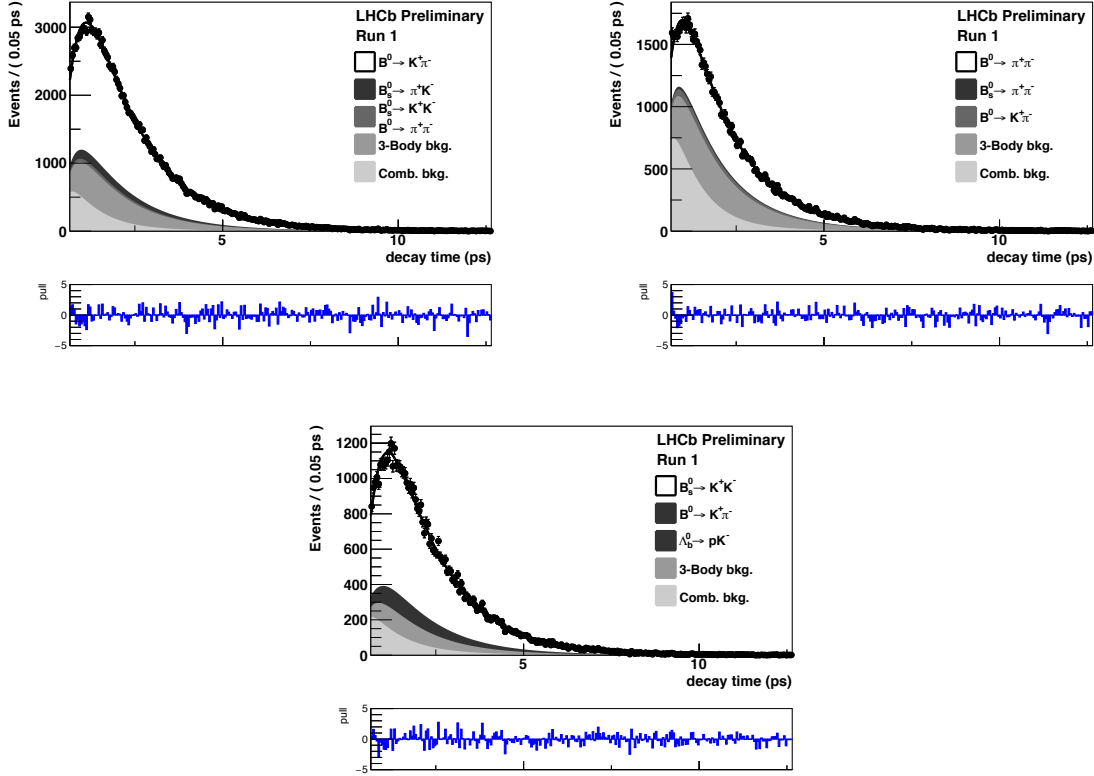 Events / ( 0.05 ps )
3000
2000
1000
0
5
10
decay time (ps)
LHCb Preliminary
Run 1
B⁰→ K⁺π⁻
B⁰ₛ→ π⁺K⁻
B⁰ₛ→ K⁺K⁻
B⁰→ π⁺π⁻
3-Body bkg.
Comb. bkg.
pull
5
0
−5
Events / ( 0.05 ps )
1500
1000
500
0
5
10
decay time (ps)
LHCb Preliminary
Run 1
B⁰→ π⁺π⁻
B⁰ₛ→ π⁺π⁻
B⁰→ K⁺π⁻
3-Body bkg.
Comb. bkg.
pull
5
0
−5
Events / ( 0.05 ps )
1200
1000
800
600
400
200
0
5
10
decay time (ps)
LHCb Preliminary
Run 1
B⁰ₛ→ K⁺K⁻
B⁰→ K⁺π⁻
Λ⁰b→ pK⁻
3-Body bkg.
Comb. bkg.
pull
5
0
−5